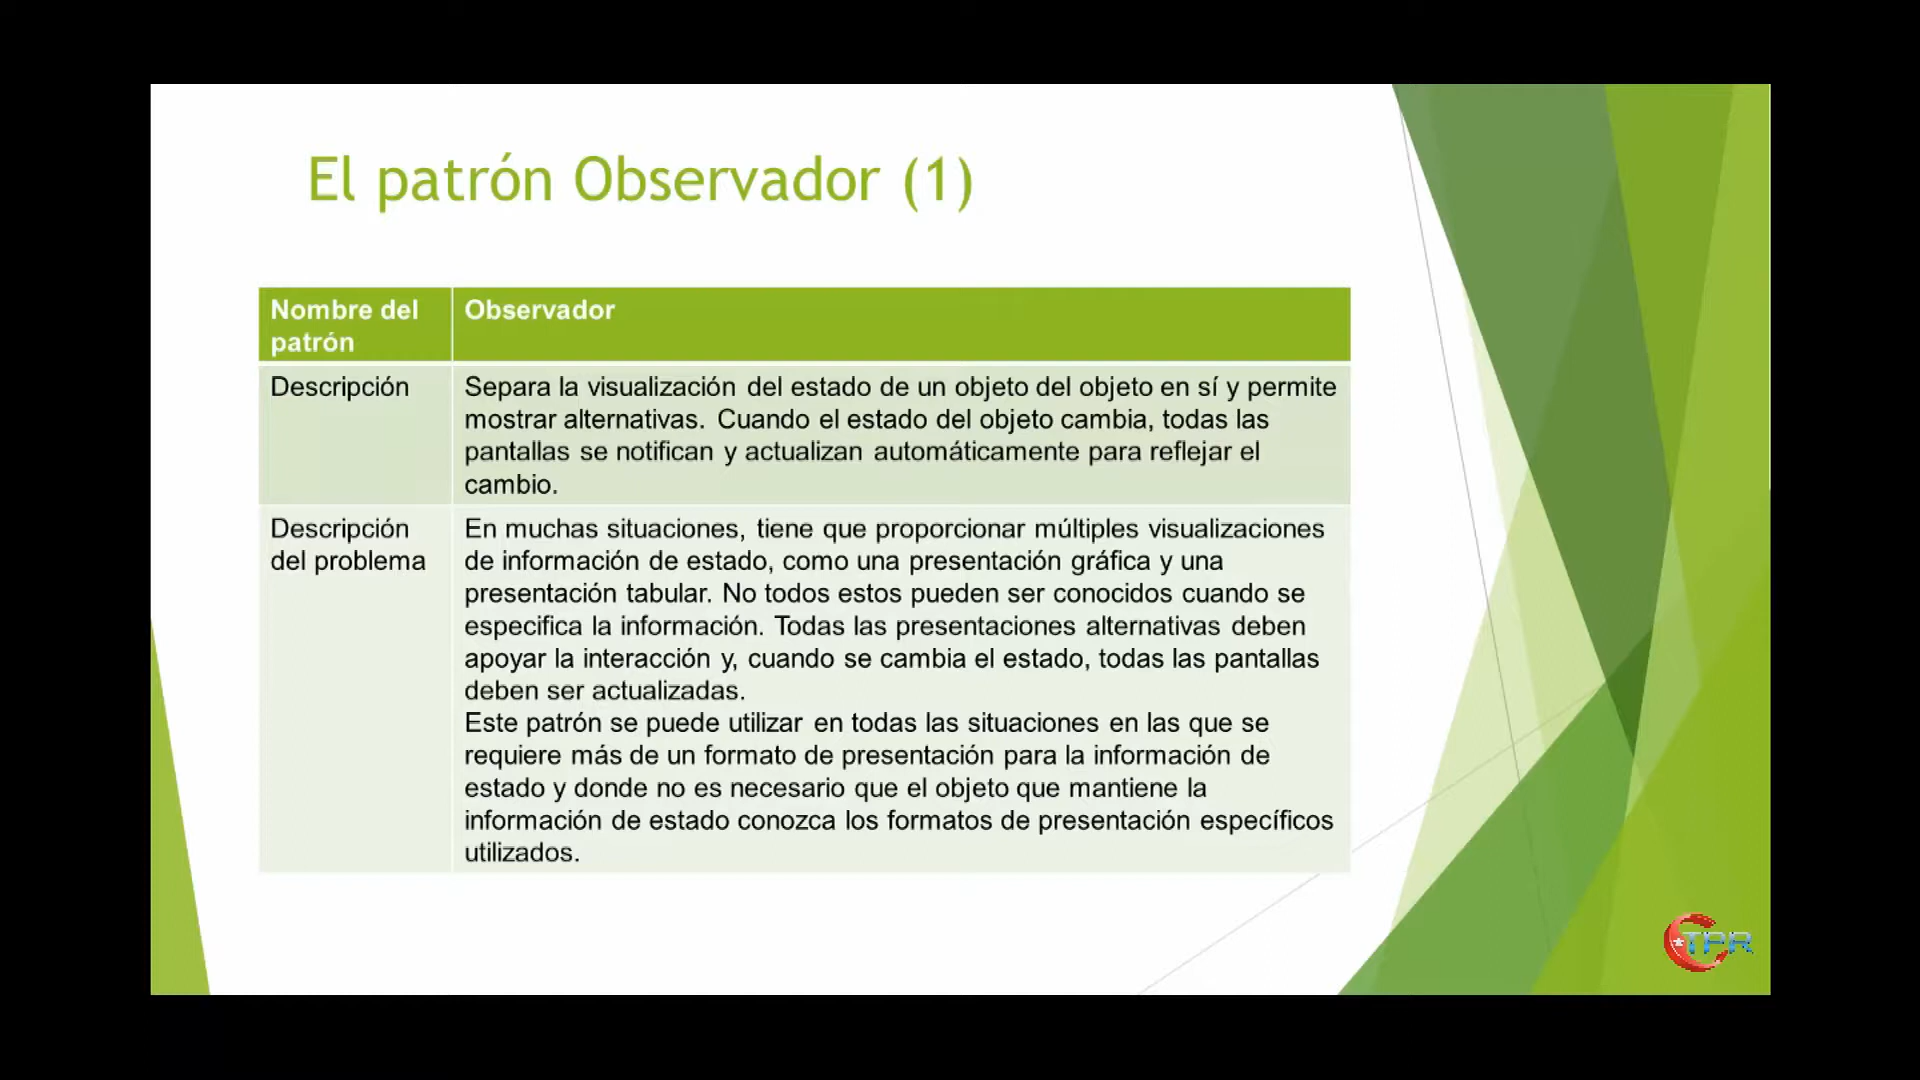 El patrón Observador (1)
Nombre del
patrón
Observador
Descripción
Separa la visualización del estado de un objeto del objeto en sí y permite
mostrar alternativas. Cuando el estado del objeto cambia, todas las
pantallas se notifican y actualizan automáticamente para reflejar el
cambio.
Descripción
del problema
En muchas situaciones, tiene que proporcionar múltiples visualizaciones
de información de estado, como una presentación gráfica y una
presentación tabular. No todos estos pueden ser conocidos cuando se
especifica la información. Todas las presentaciones alternativas deben
apoyar la interacción y, cuando se cambia el estado, todas las pantallas
deben ser actualizadas.
Este patrón se puede utilizar en todas las situaciones en las que se
requiere más de un formato de presentación para la información de
estado y donde no es necesario que el objeto que mantiene la
información de estado conozca los formatos de presentación específicos
utilizados.
CTPR